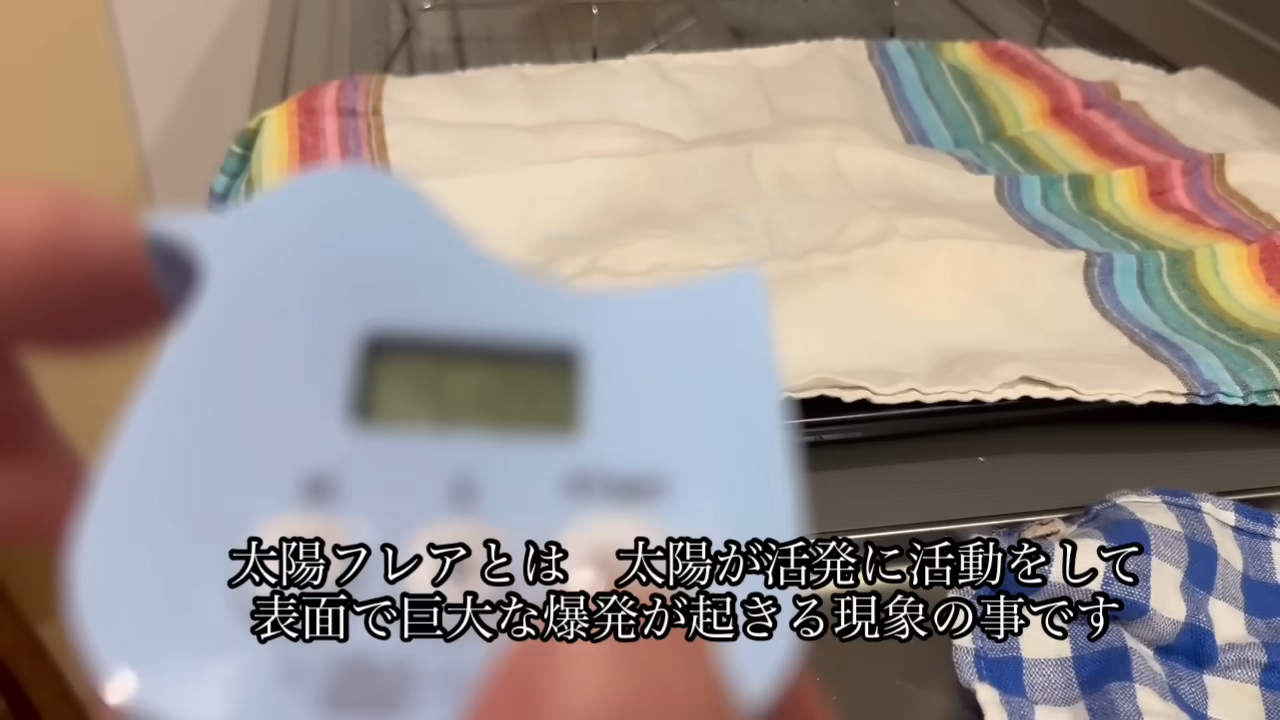 太陽フレアとは　太陽が活発に活動をして
表面で巨大な爆発が起きる現象の事です